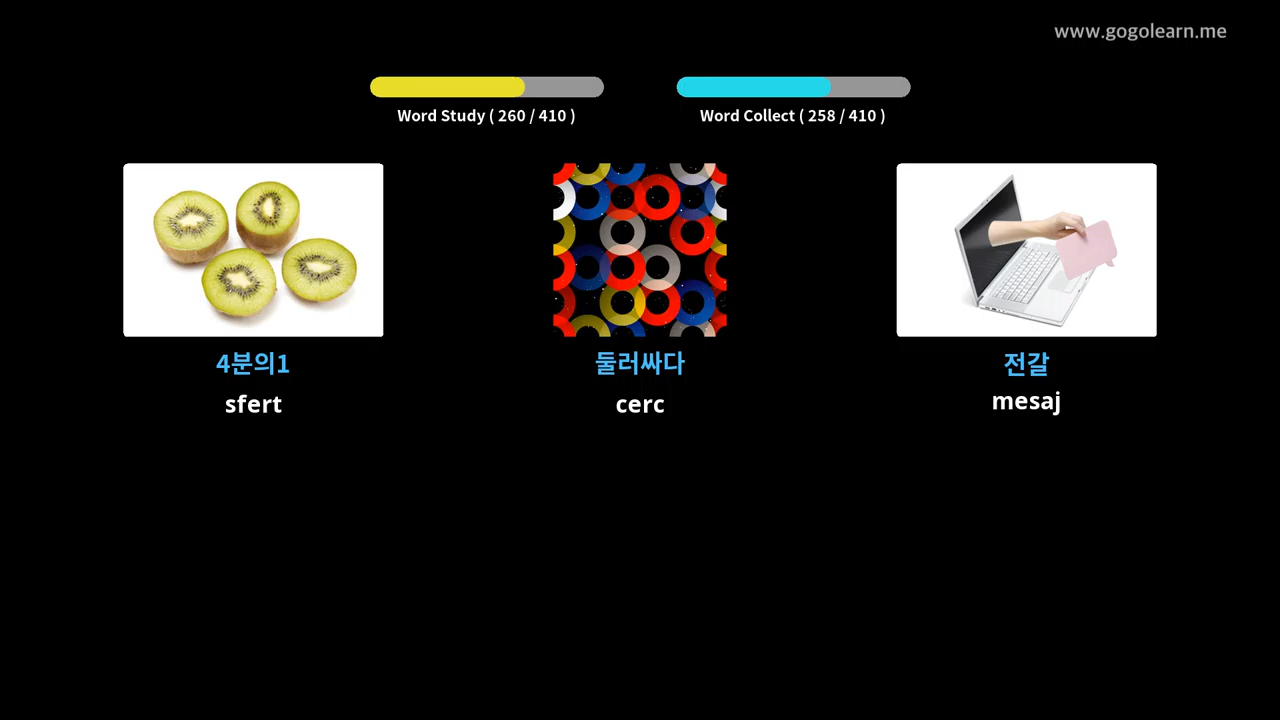 www.gogolearn.me
Word Study ( 260 / 410 )
Word Collect ( 258 / 410 )
4분의1
둘러싸다
전갈
sfert
cerc
mesaj